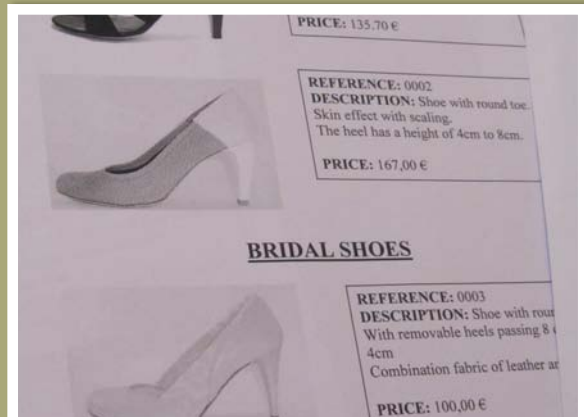 PRICE: 135.70 €
REFERENCE: 0002
DESCRIPTION: Shoe with round toe.
Skin effect with scaling.
The heel has a height of 4cm to 8cm.
PRICE: 167,00 €
BRIDAL SHOES
REFERENCE: 0003
DESCRIPTION: Shoe with
With removable heels passing 8
4cm
Combination fabric of leather
PRICE: 100,00 €